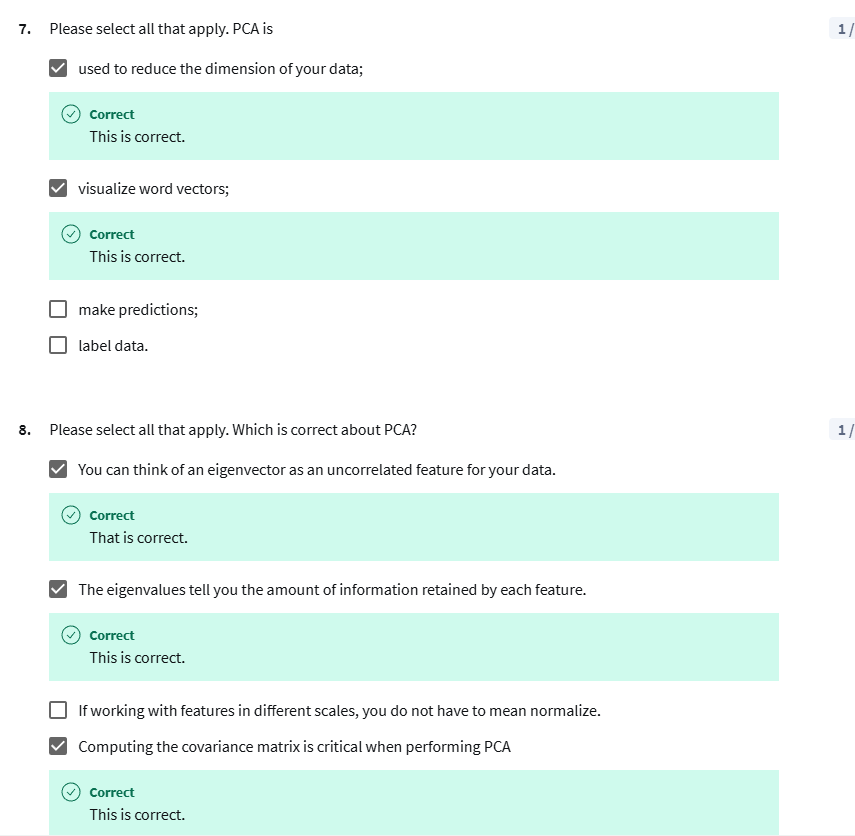 7. Please select all that apply. PCA is
1 /
used to reduce the dimension of your data;
Correct
This is correct.
visualize word vectors;
Correct
This is correct.
make predictions;
label data.
8. Please select all that apply. Which is correct about PCA?
1 /
You can think of an eigenvector as an uncorrelated feature for your data.
Correct
That is correct.
The eigenvalues tell you the amount of information retained by each feature.
Correct
This is correct.
If working with features in different scales, you do not have to mean normalize.
Computing the covariance matrix is critical when performing PCA
Correct
This is correct.